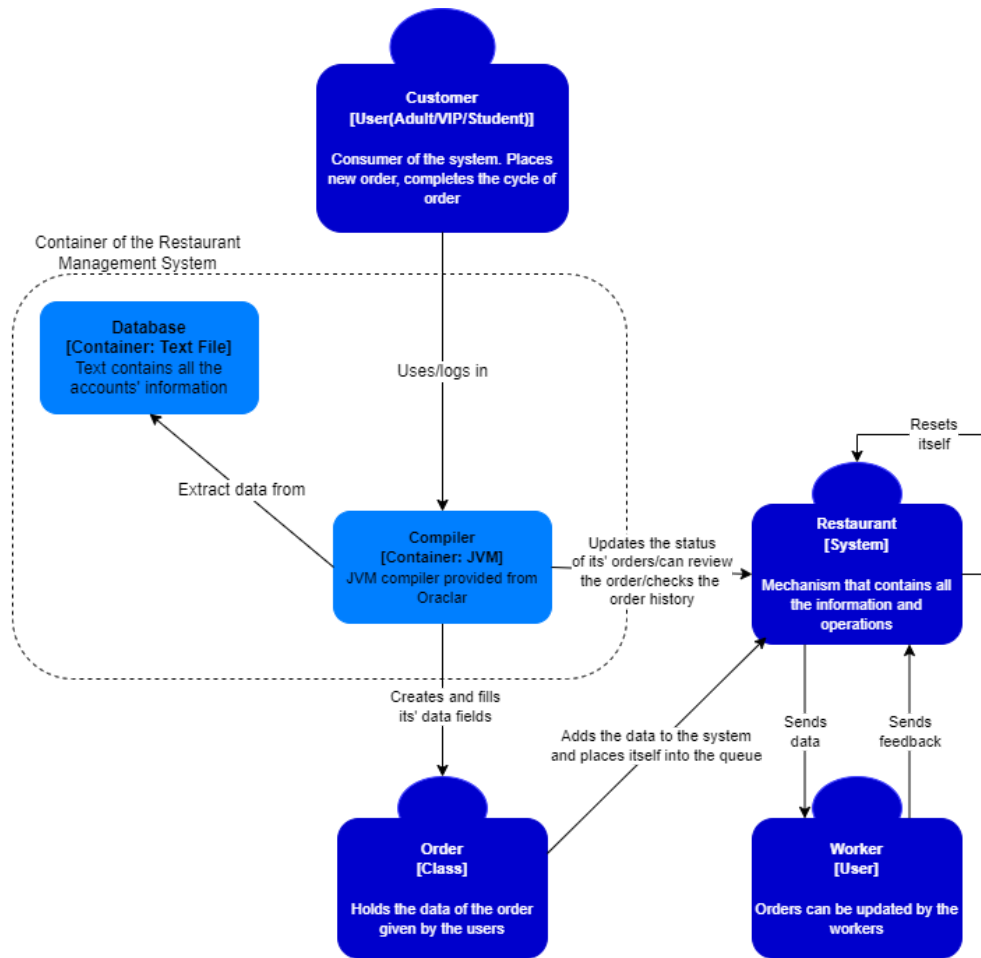 Customer
[User(Adult/VIP/Student)]
Consumer of the system. Places
new order, completes the cycle of
order
Container of the Restaurant
Management System
Database
[Container: Text File]
Text contains all the
accounts' information
Uses/logs in
Extract data from
Compiler
[Container: JVM]
JVM compiler provided from
Oraclar
Updates the status
of its' orders/can review
the order/checks the
order history
Resets
itself
Restaurant
[System]
Mechanism that contains all
the information and
operations
Creates and fills
its' data fields
Adds the data to the system
and places itself into the queue
Sends
data
Sends
feedback
Order
[Class]
Holds the data of the order
given by the users
Worker
[User]
Orders can be updated by the
workers